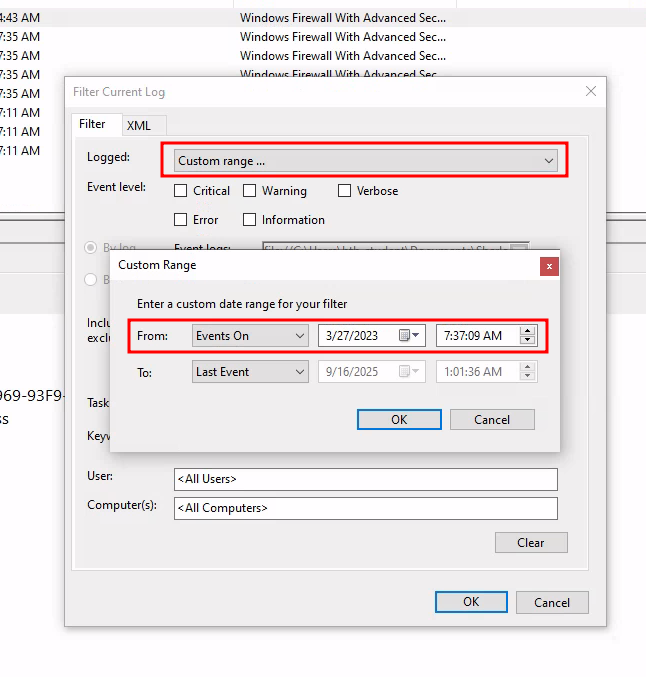 4:43 AM Windows Firewall With Advanced Sec...
7:35 AM Windows Firewall With Advanced Sec...
7:35 AM Windows Firewall With Advanced Sec...
7:35 AM Windows Firewall With Advanced Sec...
7:35 AM
7:11 AM
7:11 AM
7:11 AM
Filter Current Log
Filter XML
Logged: Custom range ...
Event level: Critical Warning Verbose
Error Information
By log Event logs:
Custom Range
x
Enter a custom date range for your filter
Inclu
exclu
From: Events On 3/27/2023 7:37:09 AM
To: Last Event 9/16/2025 1:01:36 AM
969-93F9-
ss
Task
OK Cancel
Keyw
User: <All Users>
Computer(s): <All Computers>
Clear
OK Cancel